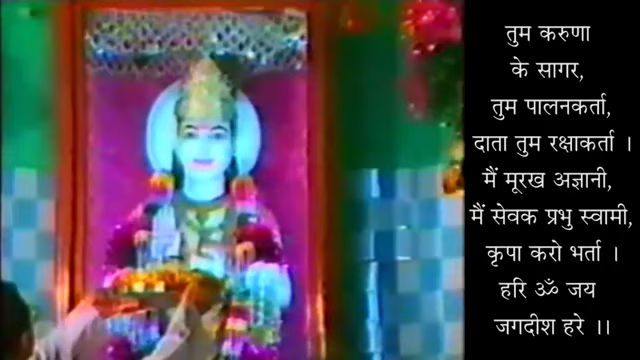 तुम करुणा
के सागर,
तुम पालनकर्ता,
दाता तुम रक्षाकर्ता ।
मैं मूरख अज्ञानी,
मैं सेवक प्रभु स्वामी,
कृपा करो भर्ता ।
हरि ॐ जय
जगदीश हरे ।।